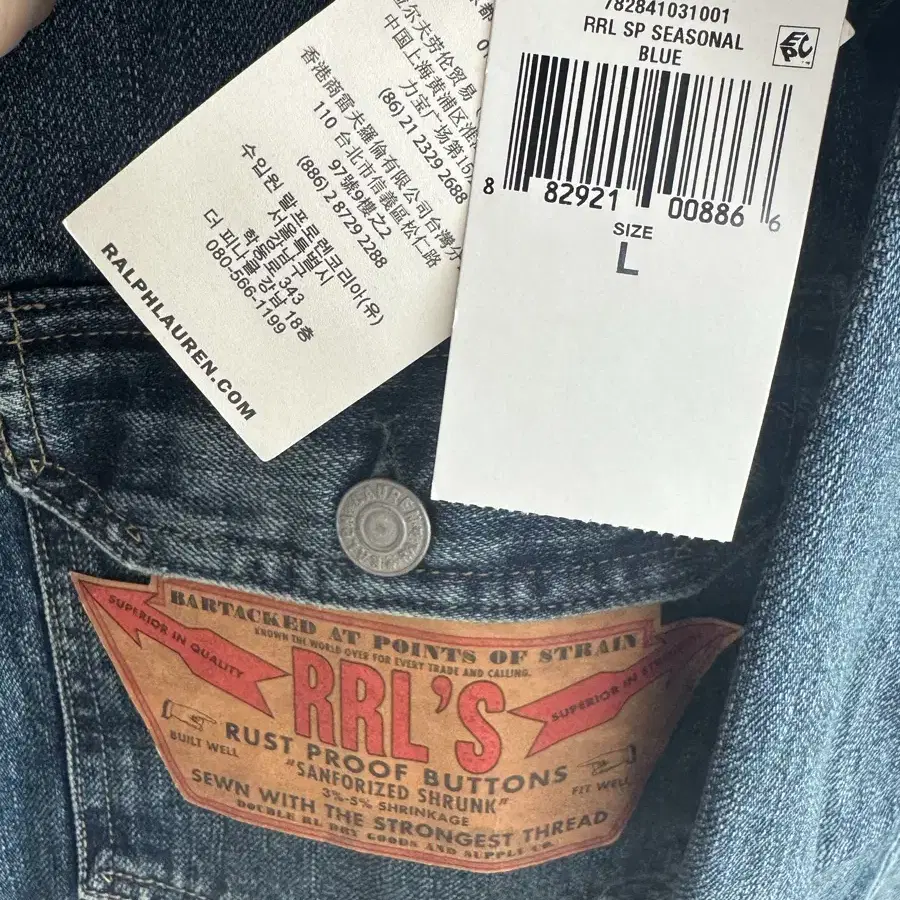 782841031001
RRL SP SEASONAL
BLUE
8 82921 00886 6
SIZE
L
中国上海黄浦区淮
力宝广场第16
(86) 21 2329 2688
香港商雷夫羅倫有限公司台灣分
110 台北市信義區松仁路
97號9樓之2
(886) 2 8729 2288
수입원 랄프로렌코리아(유)
서울특별시
강남구
학동로 343
더 피나클 강남 18층
080-566-1199
RALPHLAUREN.COM
BARTACKED AT POINTS OF STRAIN
KNOWN THE WORLD OVER FOR EVERY TRADE AND CALLING.
SUPERIOR IN QUALITY
RRL'S
SUPERIOR IN
BUILT WELL
RUST PROOF BUTTONS
FIT WELL
"SANFORIZED SHRUNK"
3%-5% SHRINKAGE
SEWN WITH THE STRONGEST THREAD
DOUBLE RL DRY GOODS AND SUPPLY CO.